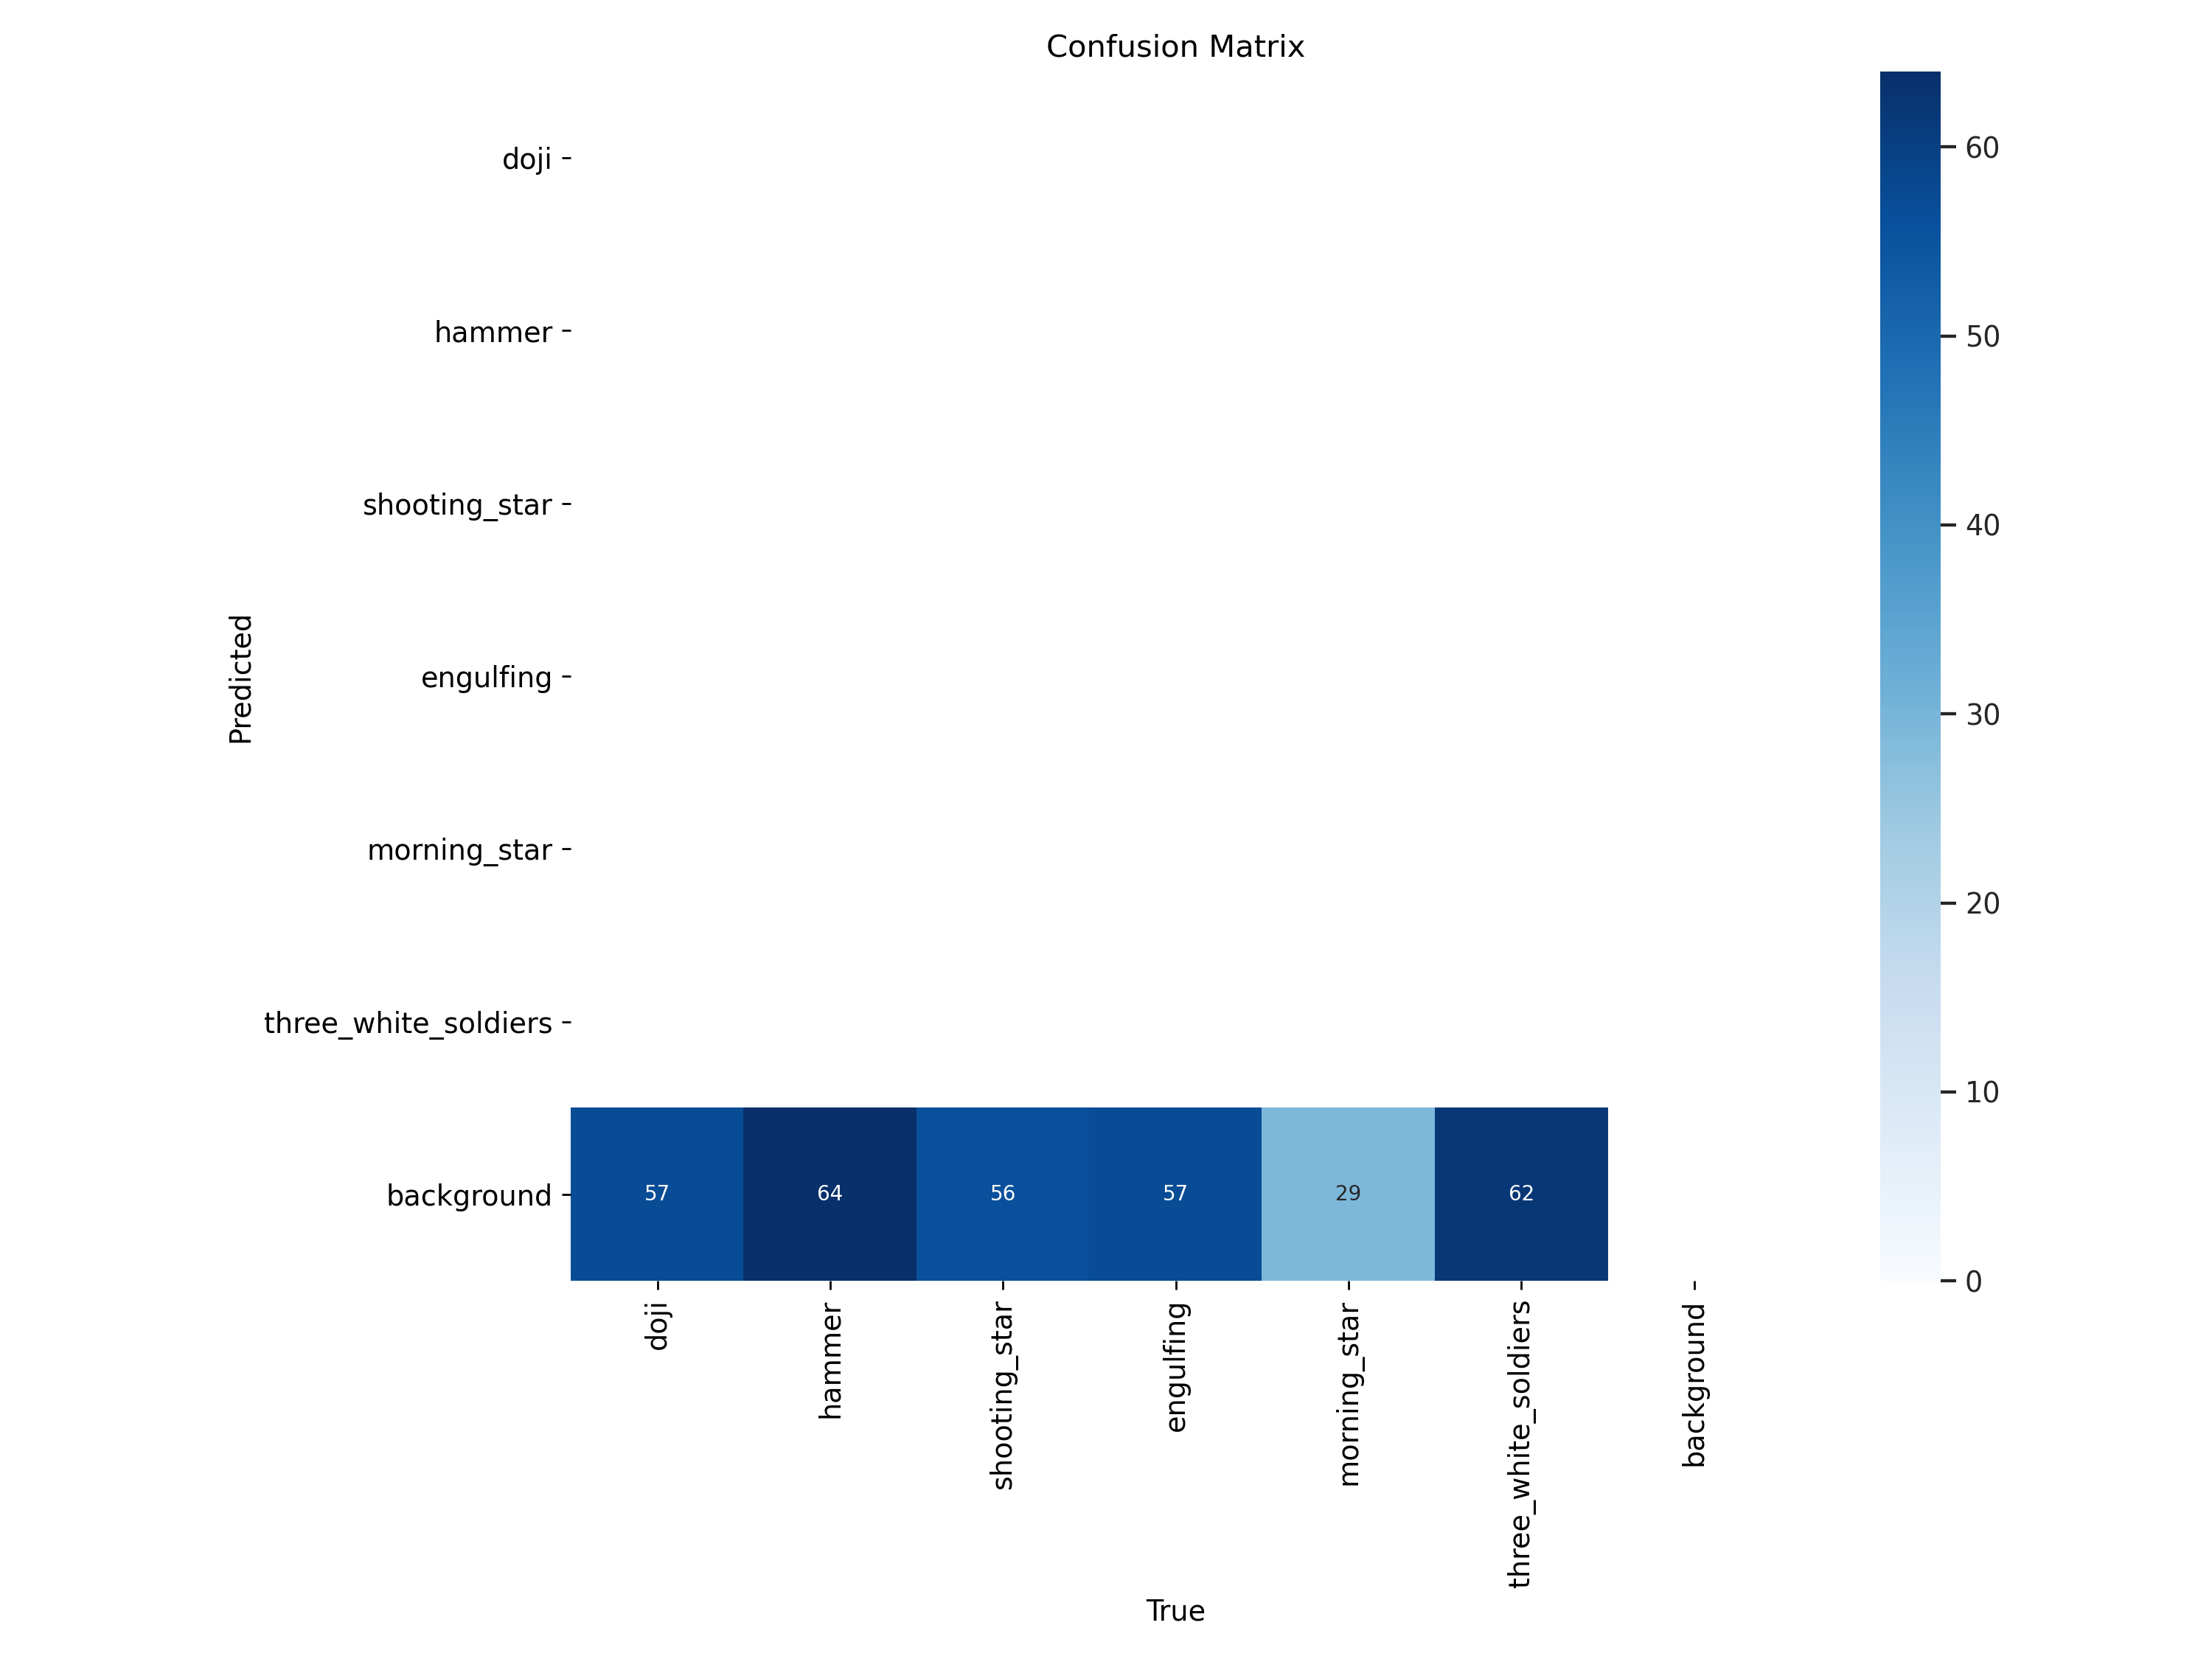 Confusion Matrix
Predicted
doji
hammer
shooting_star
engulfing
morning_star
three_white_soldiers
background
57 64 56 57 29 62
doji hammer shooting_star engulfing morning_star three_white_soldiers background
True
60
50
40
30
20
10
0